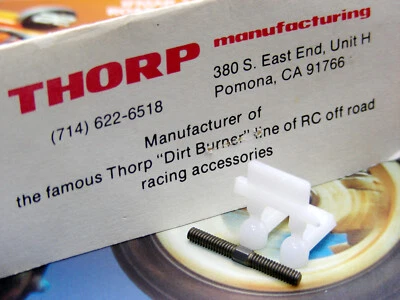 THORP manufacturing
380 S. East End, Unit H
Pomona, CA 91766
(714) 622-6518
Manufacturer of
the famous Thorp "Dirt Burner" line of RC off road
racing accessories